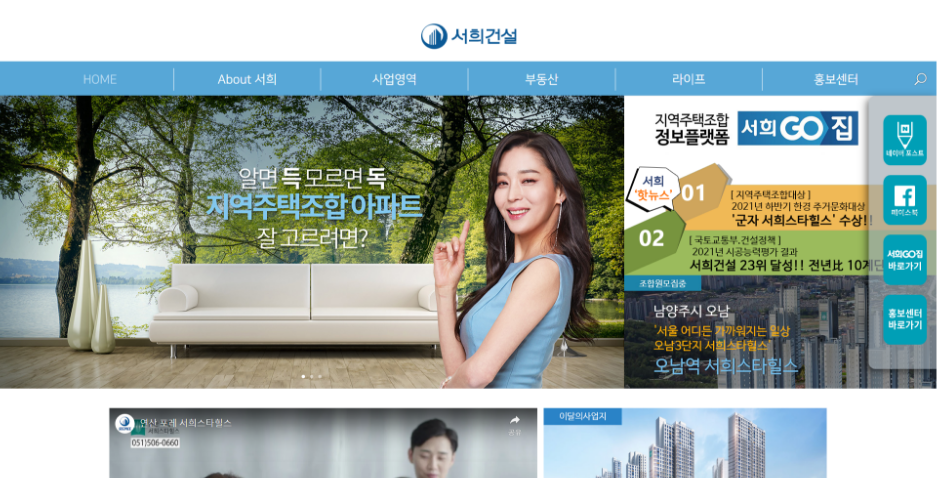 서희건설
HOME
About 서희
사업영역
부동산
라이프
홍보센터
알면 득 모르면 독
지역주택조합 아파트
잘 고르려면?
지역주택조합
정보플랫폼
서희GO집
서희
'핫뉴스'
01
[지역주택조합대상]
2021년 하반기 한경 주거문화대상
'군자 서희스타힐스' 수상!!
02
[국토교통부.건설정책]
2021년 시공능력평가 결과
서희건설 23위 달성!! 전년比 10계단
조합원모집중
남양주시 오남
'서울 어디든 가까워지는 일상
오남3단지 서희스타힐스'
오남역 서희스타힐스
네이버 포스트
페이스북
서희GO집
바로가기
홍보센터
바로가기
연산 포레 서희스타힐스
서희스타힐스
051)506-0660
공유
이달의사업지